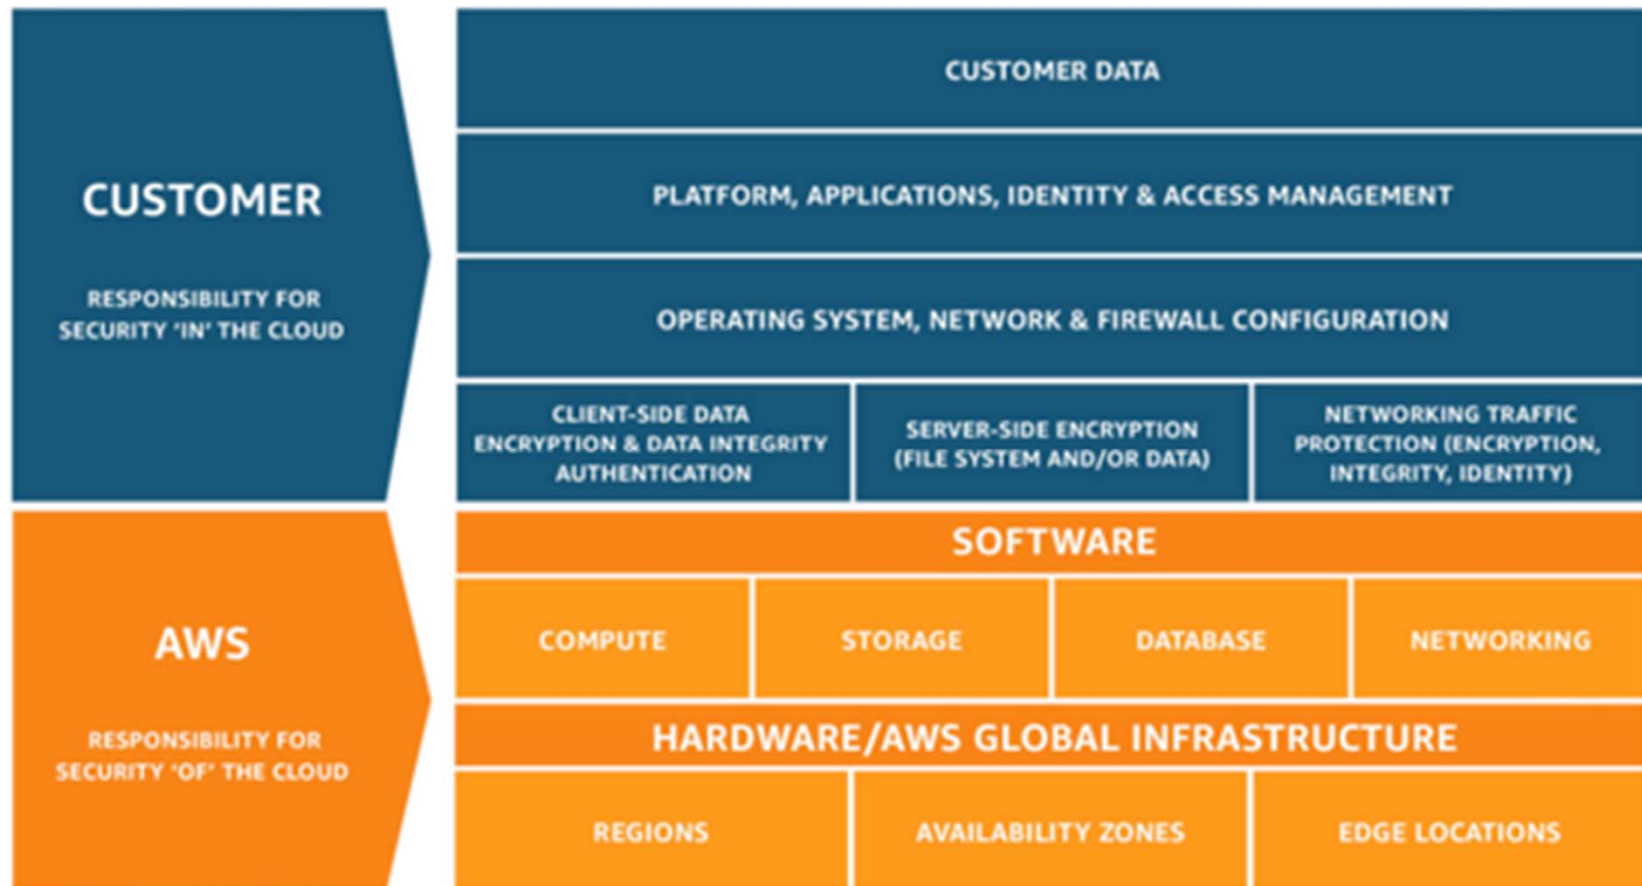 CUSTOMER
RESPONSIBILITY FOR
SECURITY ‘IN’ THE CLOUD
CUSTOMER DATA
PLATFORM, APPLICATIONS, IDENTITY & ACCESS MANAGEMENT
OPERATING SYSTEM, NETWORK & FIREWALL CONFIGURATION
CLIENT-SIDE DATA
ENCRYPTION & DATA INTEGRITY
AUTHENTICATION
SERVER-SIDE ENCRYPTION
(FILE SYSTEM AND/OR DATA)
NETWORKING TRAFFIC
PROTECTION (ENCRYPTION,
INTEGRITY, IDENTITY)
AWS
RESPONSIBILITY FOR
SECURITY ‘OF’ THE CLOUD
SOFTWARE
COMPUTE
STORAGE
DATABASE
NETWORKING
HARDWARE/AWS GLOBAL INFRASTRUCTURE
REGIONS
AVAILABILITY ZONES
EDGE LOCATIONS